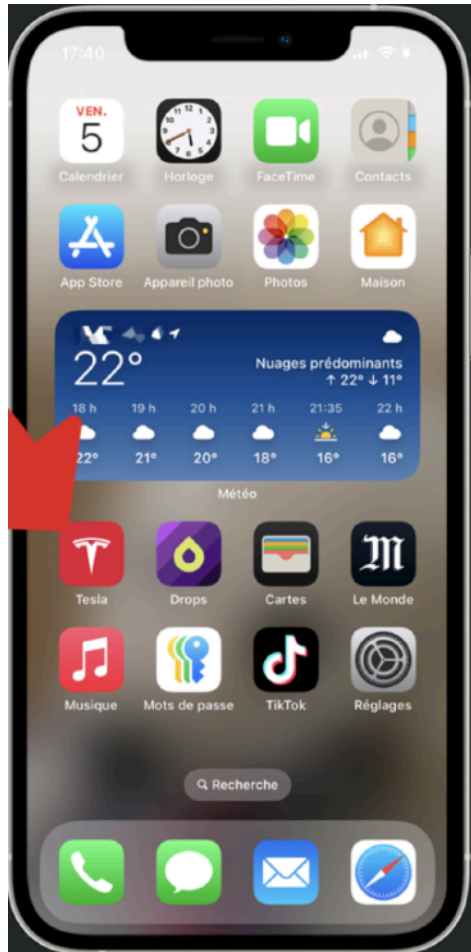 17:40
VEN.
5
Calendrier Horloge FaceTime Contacts
App Store Appareil photo Photos Maison
22°
Nuages prédominants
↑ 22° ↓ 11°
18 h 19 h 20 h 21 h 21:35 22 h
22° 21° 20° 18° 16° 16°
Météo
Tesla Drops Cartes Le Monde
Musique Mots de passe TikTok Réglages
Recherche